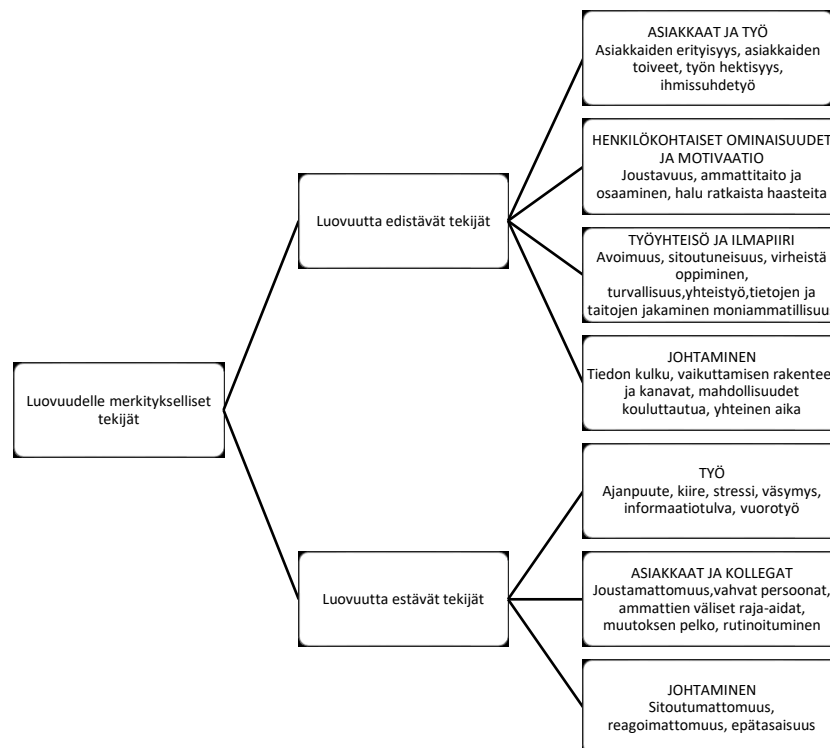 Luovuudelle merkitykselliset
tekijät
Luovuutta edistävät tekijät
ASIAKKAAT JA TYÖ
Asiakkaiden erityisyys, asiakkaiden
toiveet, työn hektisyys,
ihmissuhdetyö
HENKILÖKOHTAISET OMINAISUUDET
JA MOTIVAATIO
Joustavuus, ammattitaito ja
osaaminen, halu ratkaista haasteita
TYÖYHTEISÖ JA ILMAPIIRI
Avoimuus, sitoutuneisuus, virheistä
oppiminen,
turvallisuus,yhteistyö,tietojen ja
taitojen jakaminen moniammatillisuu
JOHTAMINEN
Tiedon kulku, vaikuttamisen rakentee
ja kanavat, mahdollisuudet
kouluttautua, yhteinen aika
Luovuutta estävät tekijät
TYÖ
Ajanpuute, kiire, stressi, väsymys,
informaatiotulva, vuorotyö
ASIAKKAAT JA KOLLEGAT
Joustamattomuus,vahvat persoonat,
ammattien väliset raja-aidat,
muutoksen pelko, rutinoituminen
JOHTAMINEN
Sitoutumattomuus,
reagoimattomuus, epätasaisuus